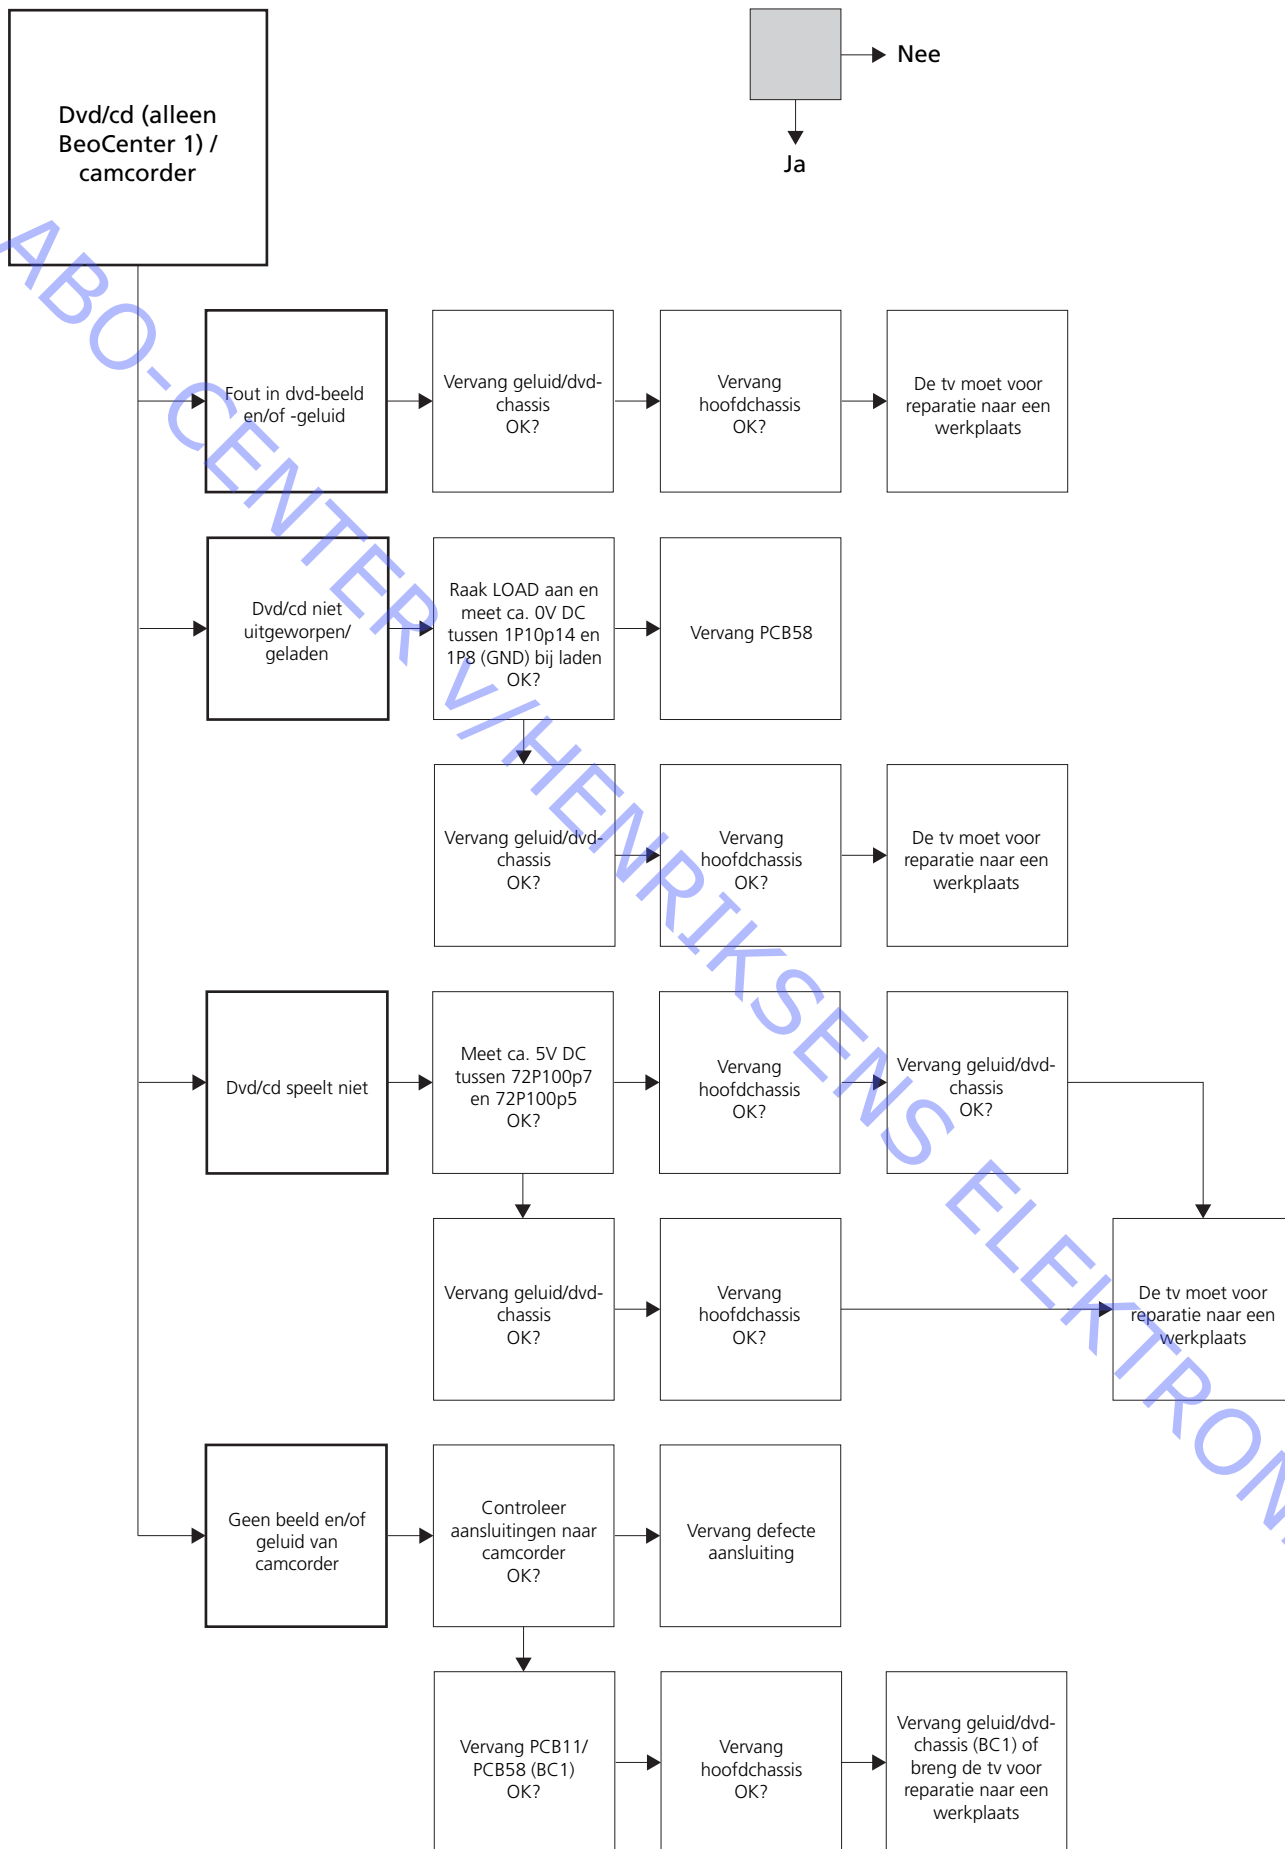 Dvd/cd (alleen
BeoCenter 1) /
camcorder
Nee
Ja
Fout in dvd-beeld
en/of -geluid
Vervang geluid/dvd-
chassis
OK?
Vervang
hoofdchassis
OK?
De tv moet voor
reparatie naar een
werkplaats
Dvd/cd niet
uitgeworpen/
geladen
Raak LOAD aan en
meet ca. 0V DC
tussen 1P10p14 en
1P8 (GND) bij laden
OK?
Vervang PCB58
Vervang geluid/dvd-
chassis
OK?
Vervang
hoofdchassis
OK?
De tv moet voor
reparatie naar een
werkplaats
Dvd/cd speelt niet
Meet ca. 5V DC
tussen 72P100p7
en 72P100p5
OK?
Vervang
hoofdchassis
OK?
Vervang geluid/dvd-
chassis
OK?
Vervang geluid/dvd-
chassis
OK?
Vervang
hoofdchassis
OK?
De tv moet voor
reparatie naar een
werkplaats
Geen beeld en/of
geluid van
camcorder
Controleer
aansluitingen naar
camcorder
OK?
Vervang defecte
aansluiting
Vervang PCB11/
PCB58 (BC1)
OK?
Vervang
hoofdchassis
OK?
Vervang geluid/dvd-
chassis (BC1) of
breng de tv voor
reparatie naar een
werkplaats
ABO-CENTER V/HENRIKSENS ELEKTRON